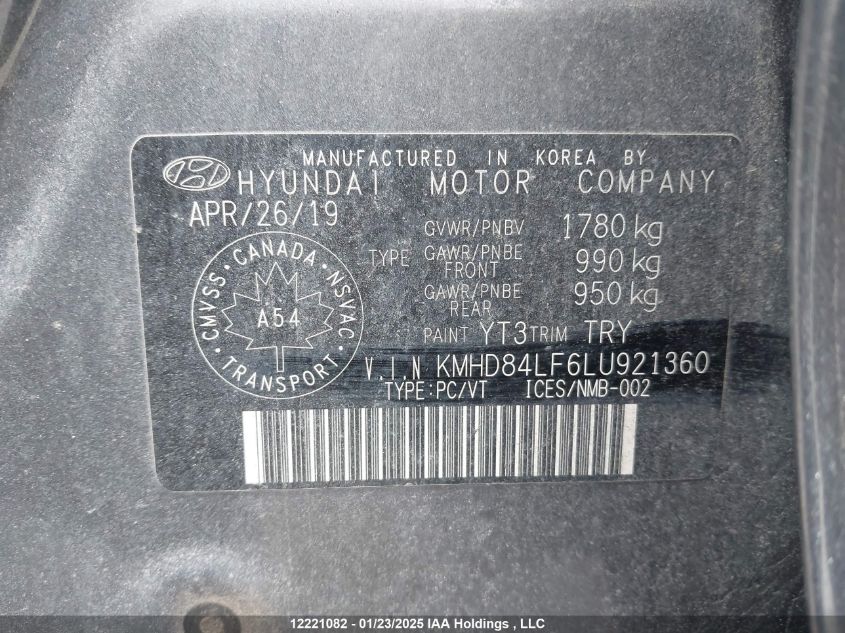 MANUFACTURED IN KOREA BY
HYUNDAI MOTOR COMPANY
APR/26/19
GVWR/PNBV 1780 kg
TYPE GAWR/PNBE FRONT 990 kg
GAWR/PNBE REAR 950 kg
PAINT YT3 TRIM TRY
CMVSS · CANADA · NSVAC · TRANSPORT ·
A54
V.I.N KMHD84LF6LU921360
TYPE:PC/VT ICES/NMB-002
12221082 - 01/23/2025 IAA Holdings , LLC